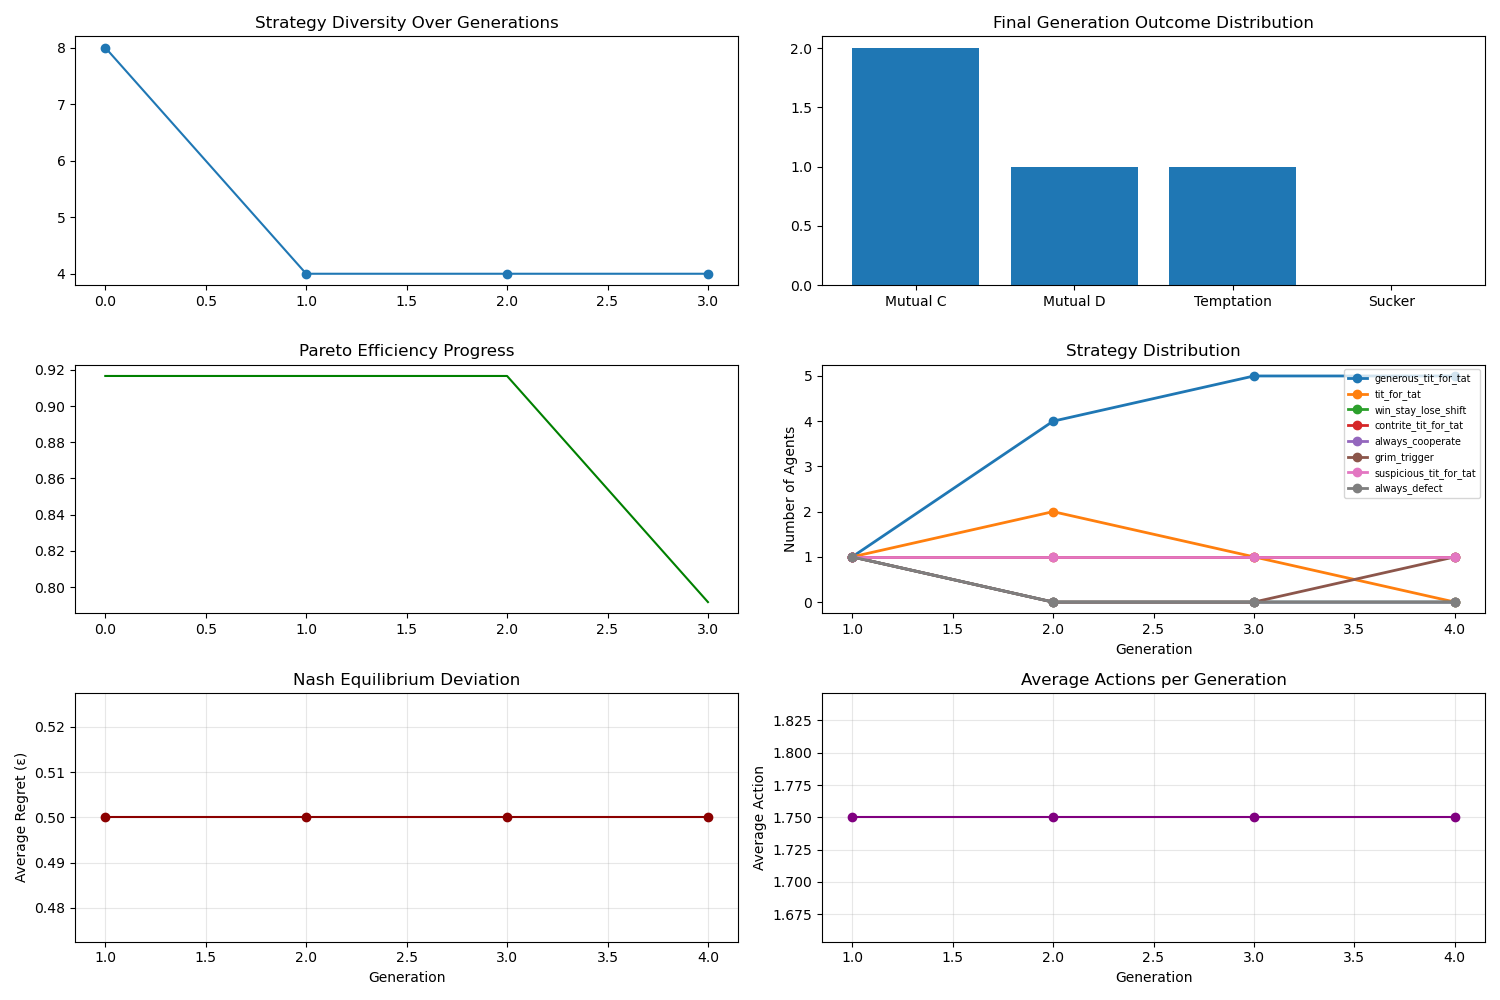 Strategy Diversity Over Generations
8
7
6
5
4
0.0 0.5 1.0 1.5 2.0 2.5 3.0
Final Generation Outcome Distribution
2.0
1.5
1.0
0.5
0.0
Mutual C Mutual D Temptation Sucker
Pareto Efficiency Progress
0.92
0.90
0.88
0.86
0.84
0.82
0.80
0.0 0.5 1.0 1.5 2.0 2.5 3.0
Strategy Distribution
Number of Agents
5
4
3
2
1
0
generous_tit_for_tat
tit_for_tat
win_stay_lose_shift
contrite_tit_for_tat
always_cooperate
grim_trigger
suspicious_tit_for_tat
always_defect
1.0 1.5 2.0 2.5 3.0 3.5 4.0
Generation
Nash Equilibrium Deviation
Average Regret (ε)
0.52
0.51
0.50
0.49
0.48
1.0 1.5 2.0 2.5 3.0 3.5 4.0
Generation
Average Actions per Generation
Average Action
1.825
1.800
1.775
1.750
1.725
1.700
1.675
1.0 1.5 2.0 2.5 3.0 3.5 4.0
Generation